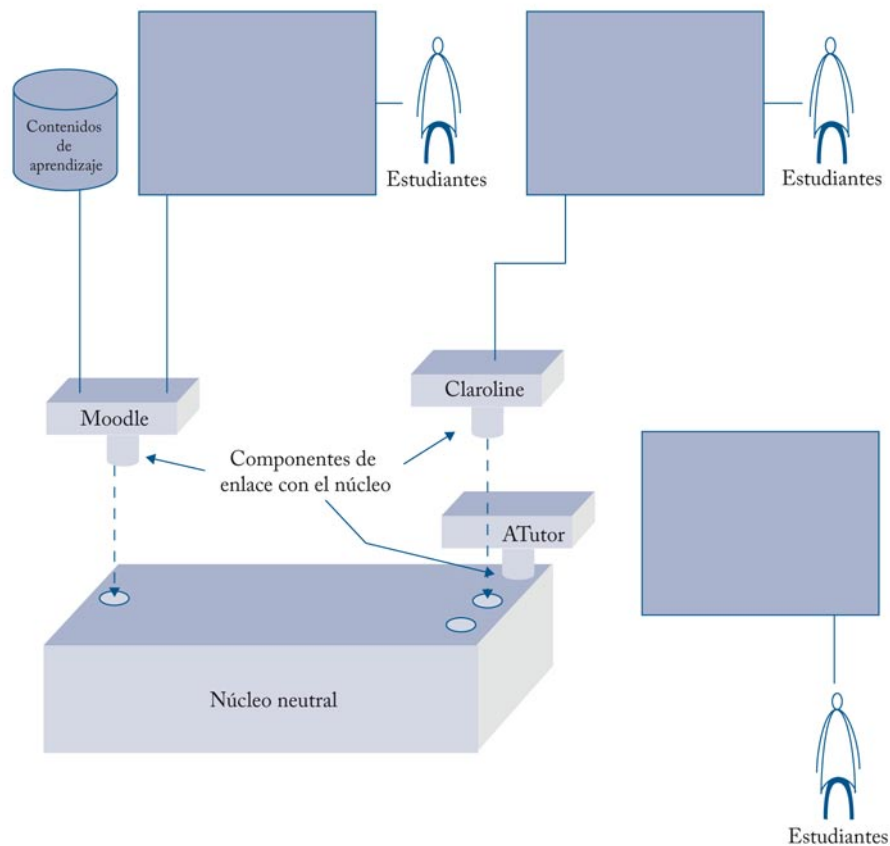 Contenidos
de
aprendizaje
Estudiantes
Estudiantes
Moodle
Claroline
Componentes de
enlace con el núcleo
ATutor
Núcleo neutral
Estudiantes